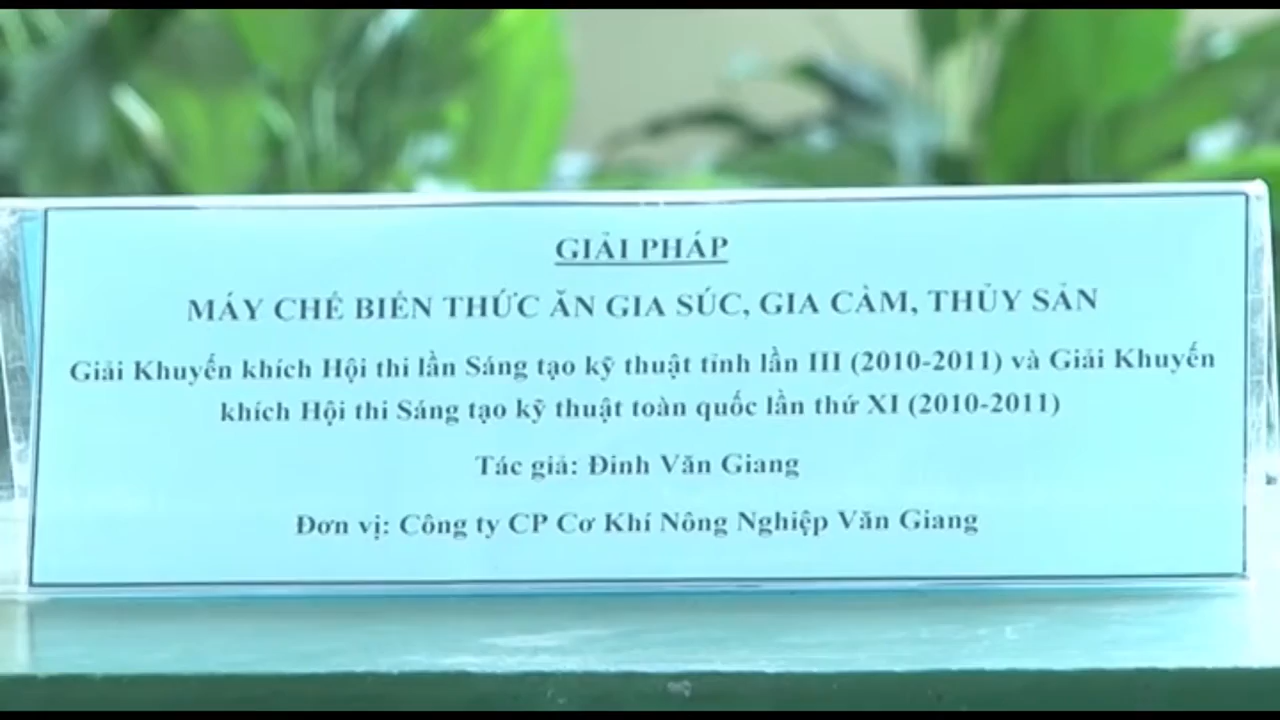 GIẢI PHÁP
MÁY CHẾ BIẾN THỨC ĂN GIA SÚC, GIA CẦM, THỦY SẢN
Giải Khuyến khích Hội thi lần Sáng tạo kỹ thuật tỉnh lần III (2010-2011) và Giải Khuyến
khích Hội thi Sáng tạo kỹ thuật toàn quốc lần thứ XI (2010-2011)
Tác giả: Đinh Văn Giang
Đơn vị: Công ty CP Cơ Khí Nông Nghiệp Văn Giang